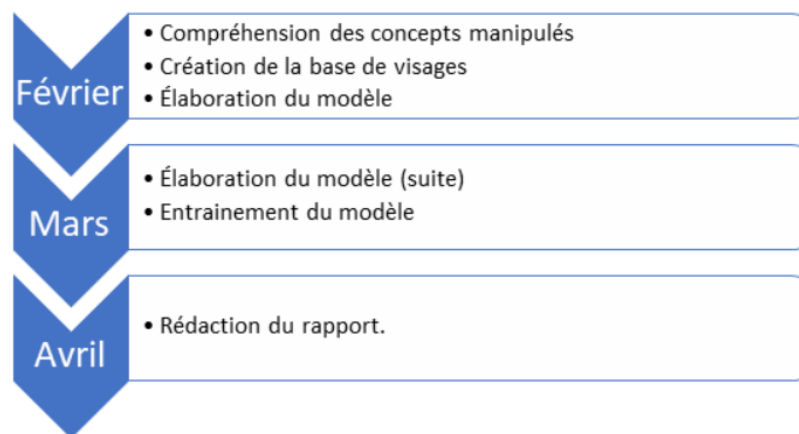 Février
• Compréhension des concepts manipulés
• Création de la base de visages
• Élaboration du modèle
Mars
• Élaboration du modèle (suite)
• Entrainement du modèle
Avril
• Rédaction du rapport.